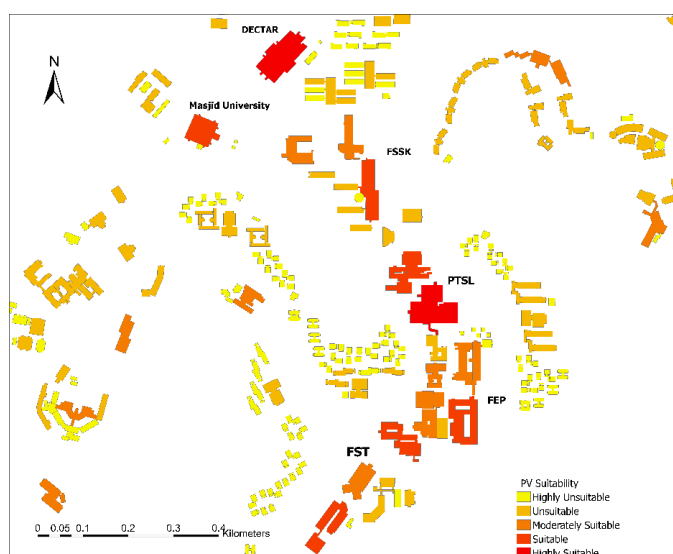 DECTAR
N
Masjid University
FSSK
PTSL
FEP
FST
PV Suitability
Highly Unsuitable
Unsuitable
Moderately Suitable
Suitable
Highly Suitable
0 0.05 0.1 0.2 0.3 0.4
Kilometers